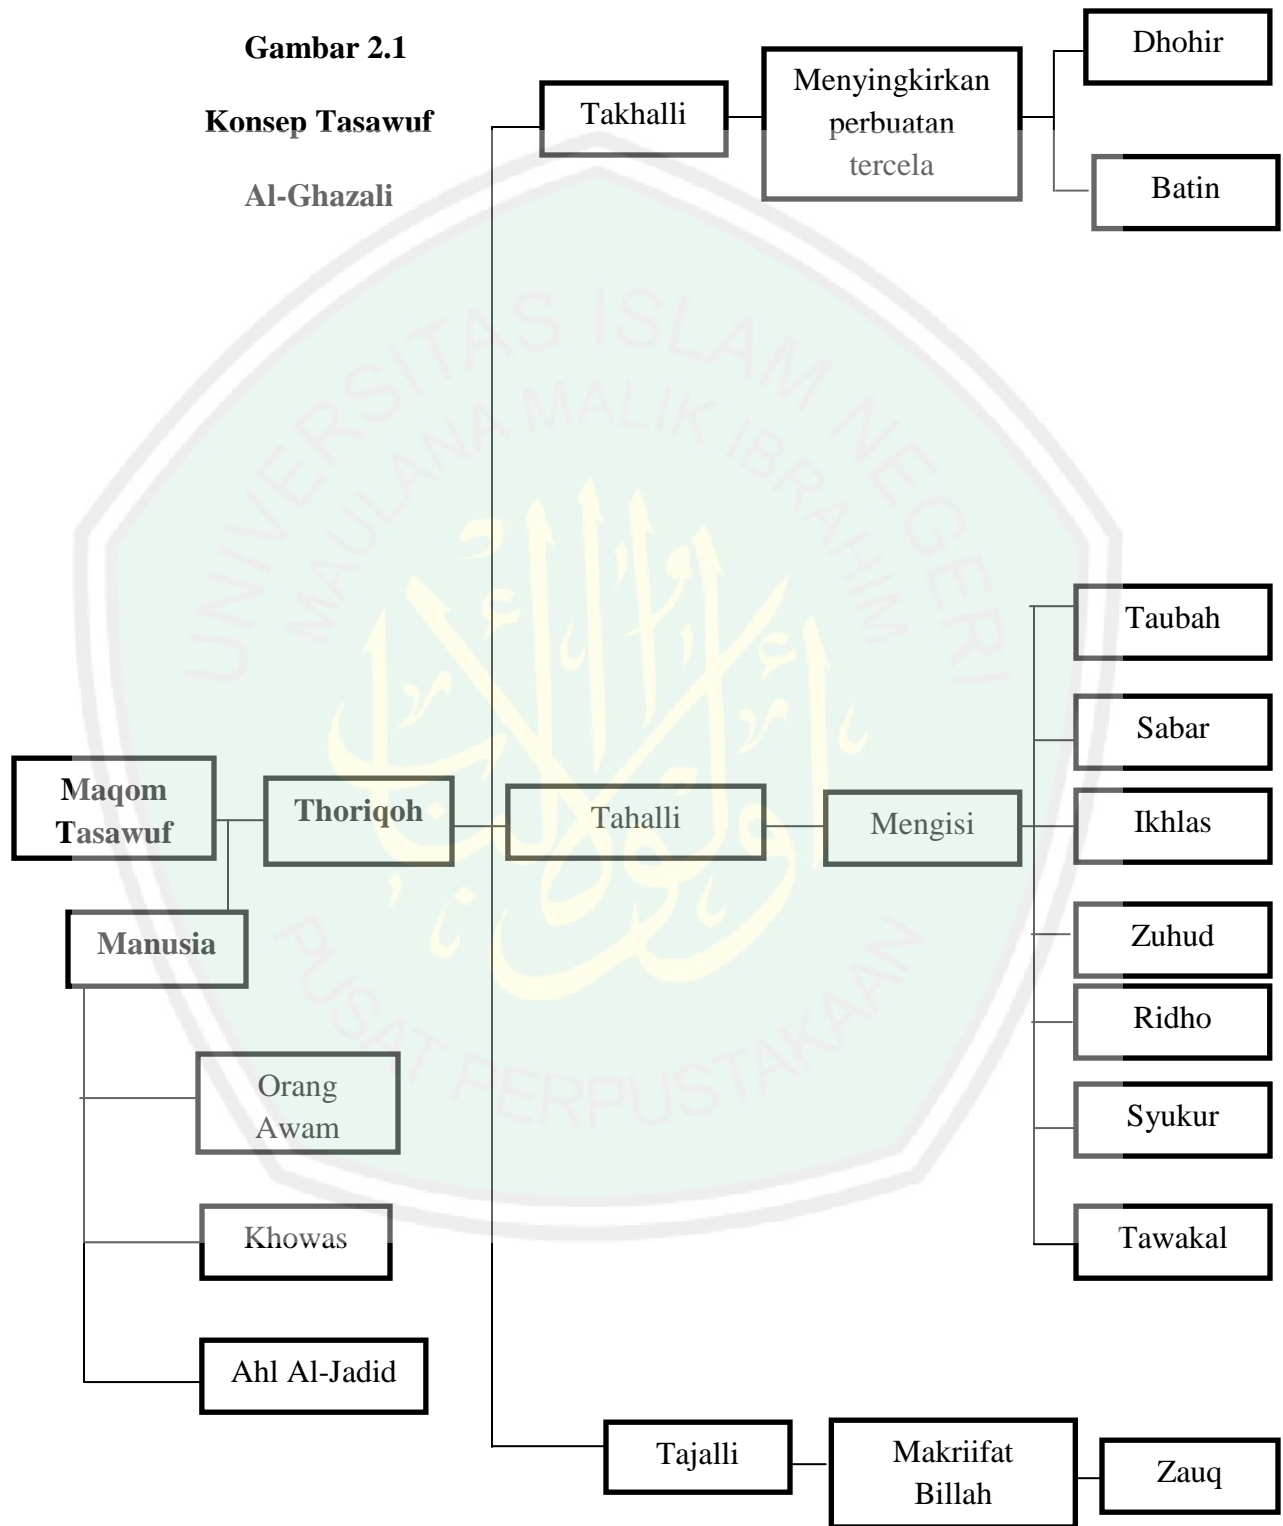 Gambar 2.1
Konsep Tasawuf
Al-Ghazali
Takhalli
Menyingkirkan
perbuatan
tercela
Dhohir
Batin
Maqom
Tasawuf
Thoriqoh
Manusia
Orang
Awam
Khowas
Ahl Al-Jadid
Tahalli
Mengisi
Taubah
Sabar
Ikhlas
Zuhud
Ridho
Syukur
Tawakal
Tajalli
Makriifat
Billah
Zauq
UNIVERSITAS ISLAM NEGERI
MAULANA MALIK IBRAHIM
PUSAT PERPUSTAKAAN